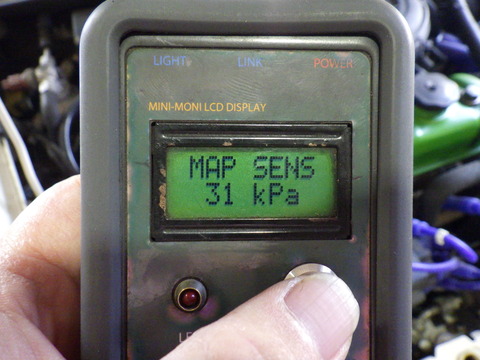 LIGHT LINK POWER
MINI-MONI LCD DISPLAY
MAP SENS
31 kPa